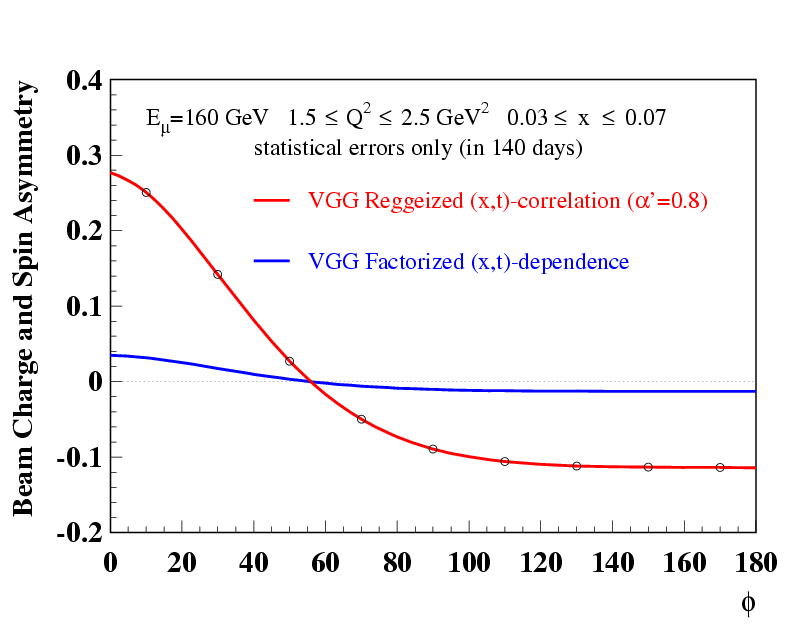 0.4
0.3
0.2
0.1
0
-0.1
-0.2
Beam Charge and Spin Asymmetry
E_μ=160 GeV 1.5 ≤ Q² ≤ 2.5 GeV² 0.03 ≤ x ≤ 0.07
statistical errors only (in 140 days)
VGG Reggeized (x,t)-correlation (α'=0.8)
VGG Factorized (x,t)-dependence
0 20 40 60 80 100 120 140 160 180
ϕ